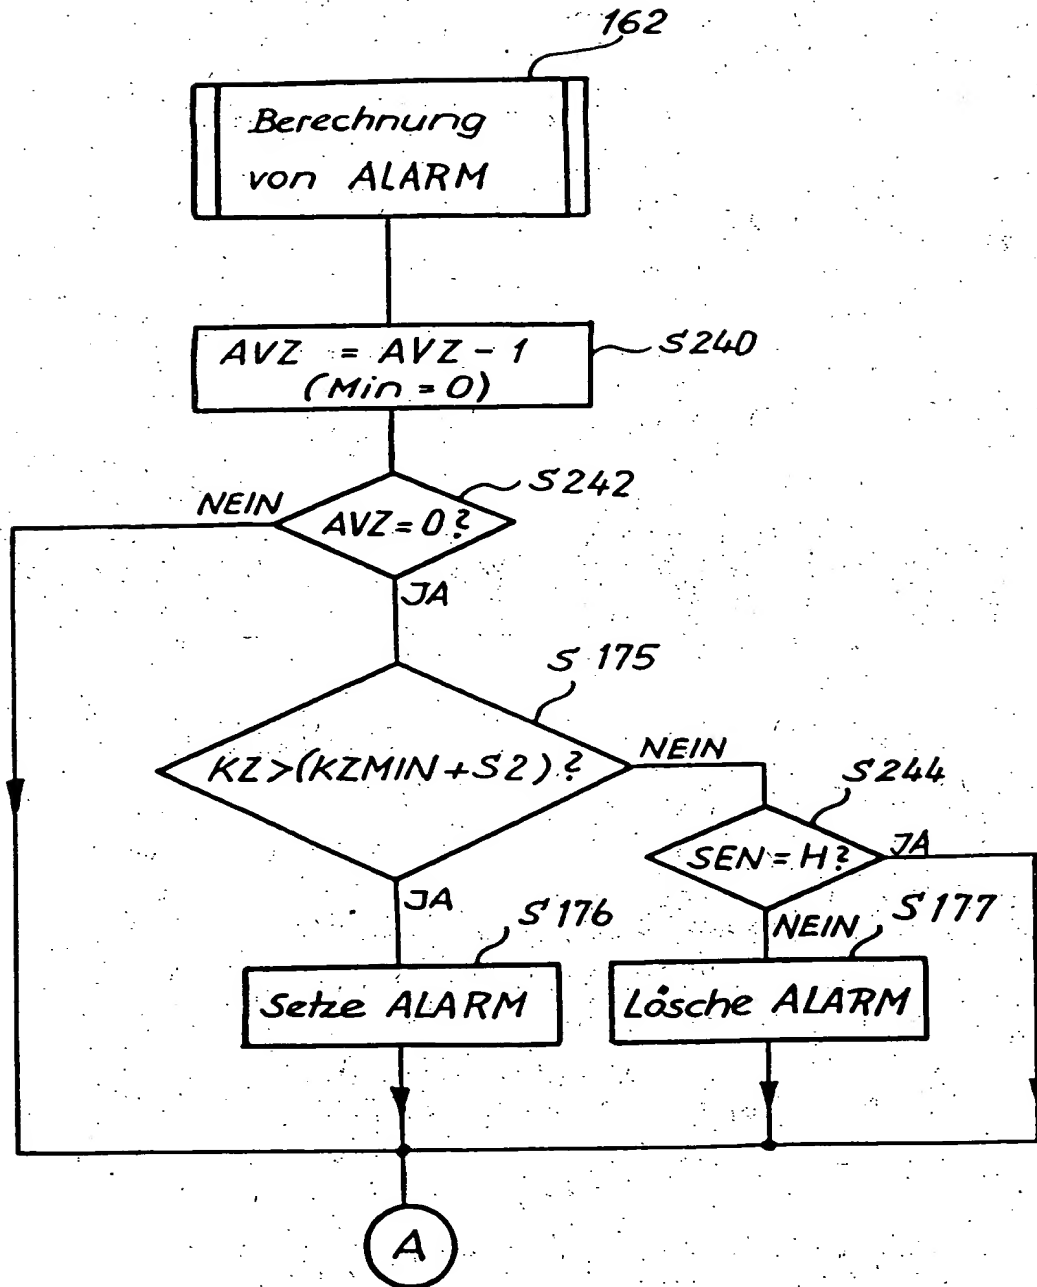 162
Berechnung
von ALARM
AVZ = AVZ - 1
(Min = 0)
S240
S242
NEIN
AVZ = 0?
JA
S 175
KZ > (KZMIN + S2)?
NEIN
S244
SEN = H?
JA
JA
S 176
NEIN
S 177
Setze ALARM
Lösche ALARM
A